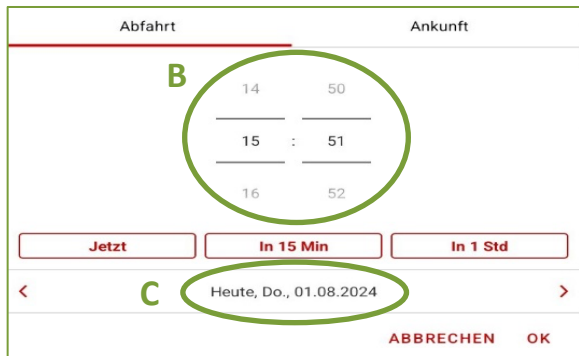 Abfahrt Ankunft
B
14 50
15 : 51
16 52
Jetzt In 15 Min In 1 Std
C < Heute, Do., 01.08.2024 >
ABBRECHEN OK